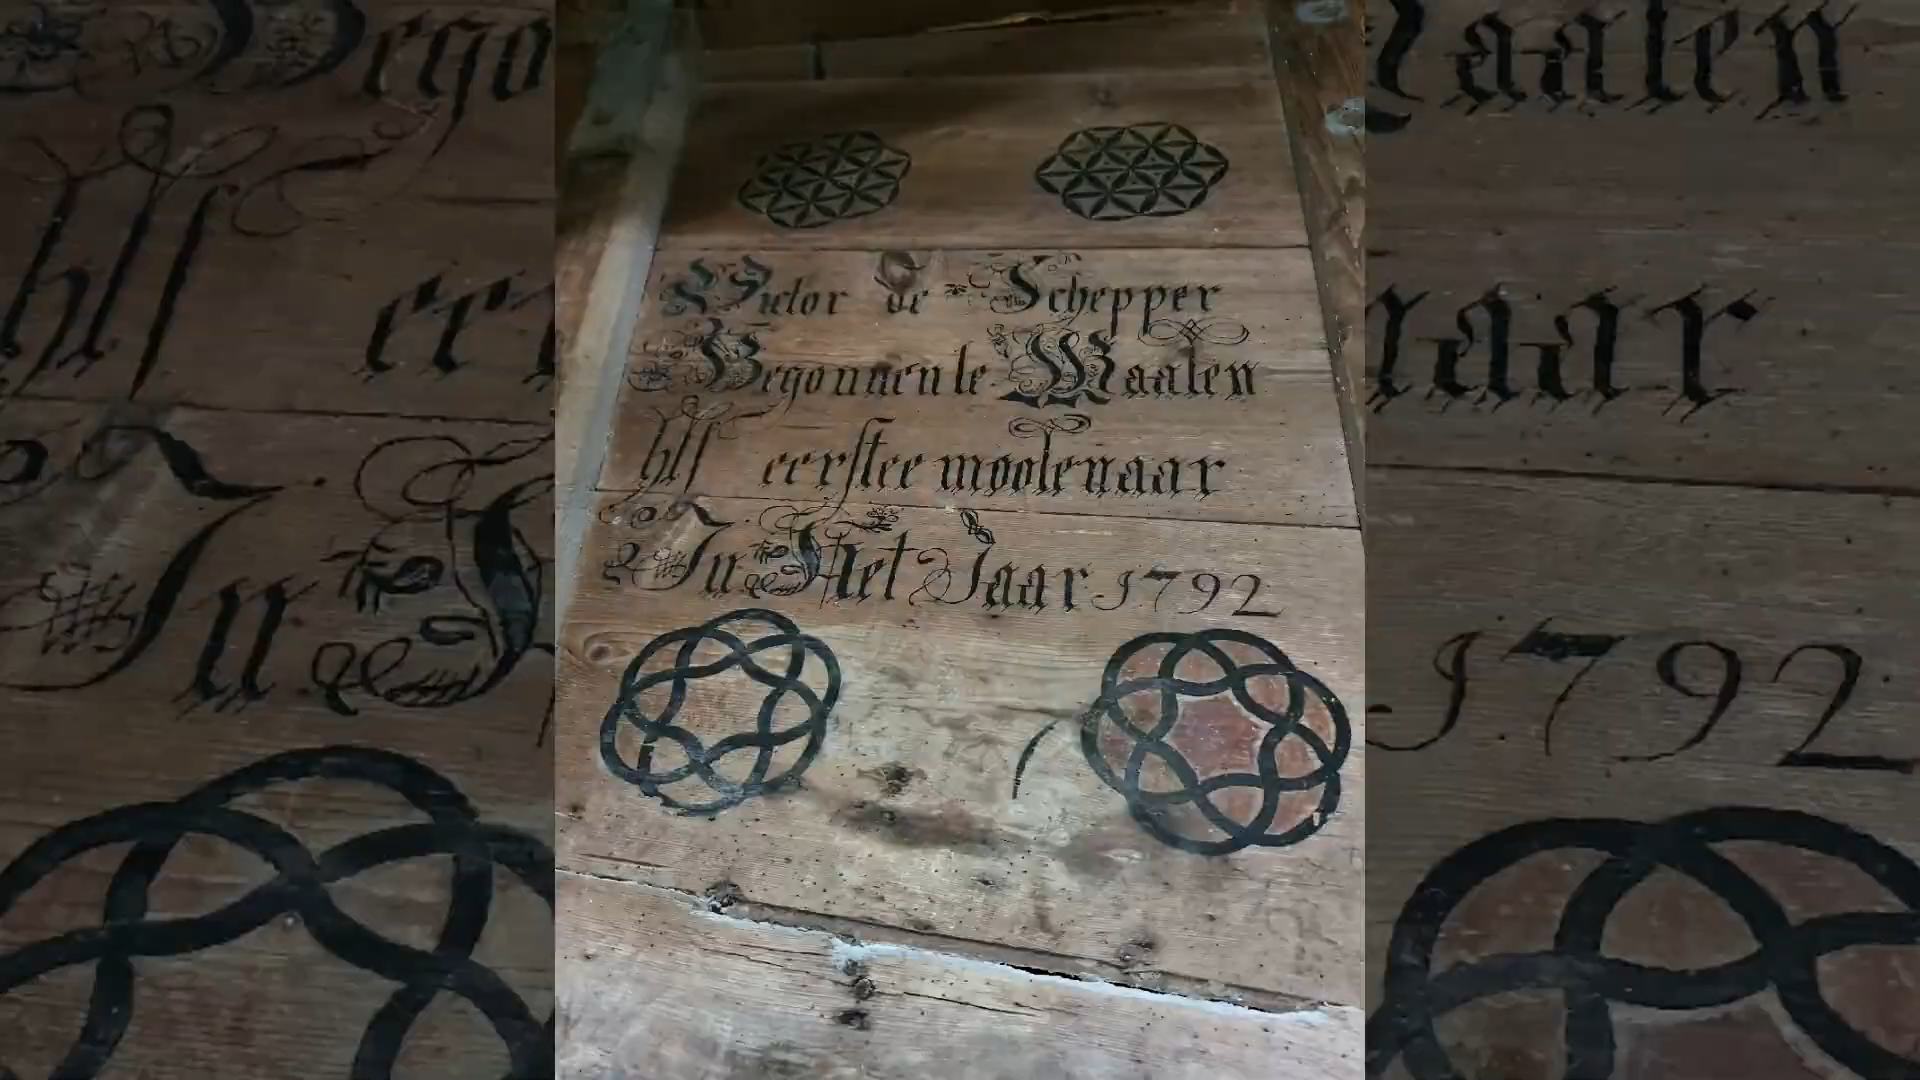 Victor de Schepper
Begonnen te Maalen
Als eerstee moolenaar
In Het Jaar 1792